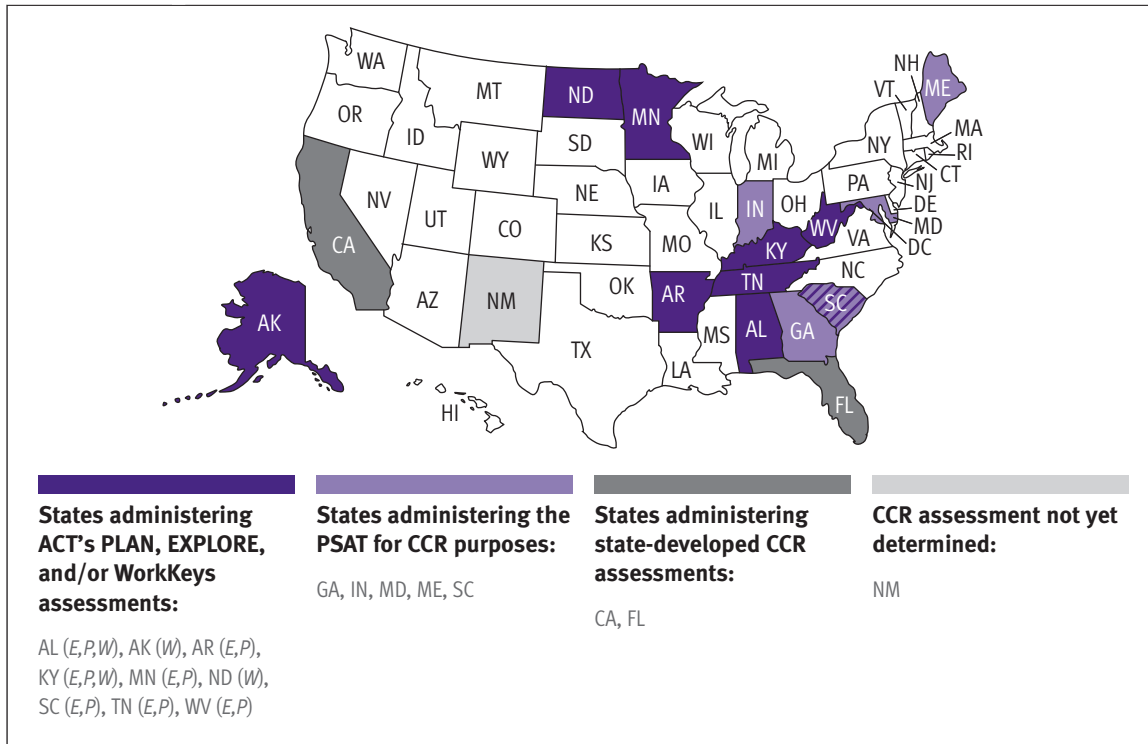 WA
MT
ND
MN
OR
ID
WY
SD
WI
MI
NY
NH
VT
ME
MA
RI
CT
NJ
DE
MD
DC
PA
NV
UT
CO
NE
IA
IL
IN
OH
WV
VA
CA
KS
MO
KY
NC
AZ
NM
OK
AR
TN
SC
AK
TX
LA
MS
AL
GA
HI
FL
States administering
ACT's PLAN, EXPLORE,
and/or WorkKeys
assessments:
AL (E,P,W), AK (W), AR (E,P),
KY (E,P,W), MN (E,P), ND (W),
SC (E,P), TN (E,P), WV (E,P)
States administering the
PSAT for CCR purposes:
GA, IN, MD, ME, SC
States administering
state-developed CCR
assessments:
CA, FL
CCR assessment not yet
determined:
NM